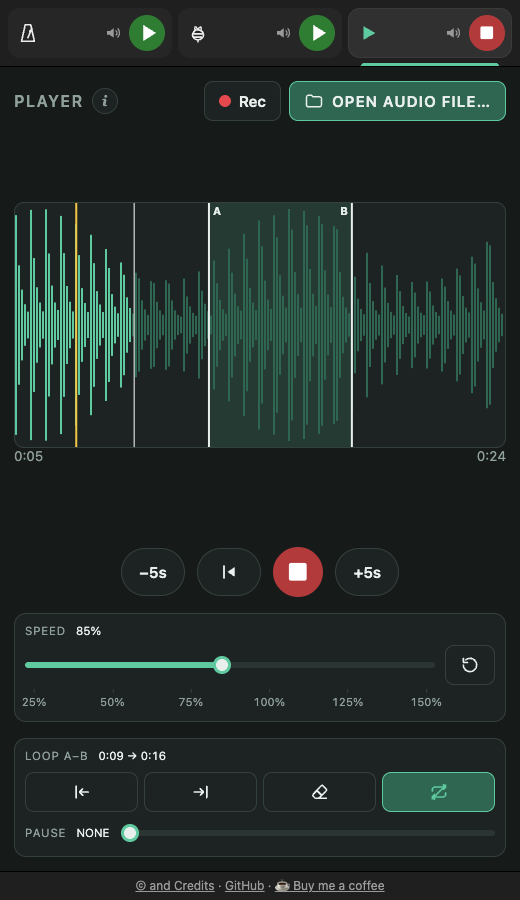 PLAYER i
Rec
OPEN AUDIO FILE...
A B
0:05 0:24
−5s
+5s
SPEED 85%
25% 50% 75% 100% 125% 150%
LOOP A–B 0:09 → 0:16
PAUSE NONE
© and Credits · GitHub · ☕ Buy me a coffee